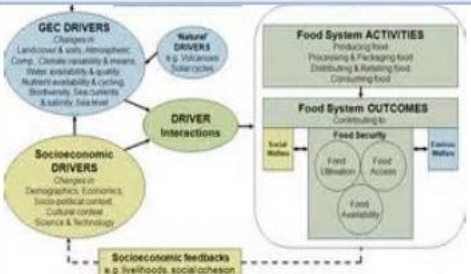 GEC DRIVERS
Changes in
Landcover & soils, Atmospheric
Comp., Climate variability & means,
Water availability & quality,
Nutrient availability & cycling,
Biodiversity, Sea currents
& salinity, Sea level
'Natural'
DRIVERS
e.g. Volcanoes
Solar cycles
DRIVER
Interactions
Socioeconomic
DRIVERS
Changes in
Demographics, Economics,
Socio-political context,
Cultural context
Science & Technology
Food System ACTIVITIES
Producing food
Processing & Packaging food
Distributing & Retailing food
Consuming food
Food System OUTCOMES
Contributing to
Food Security
Social
Welfare
Food
Utilisation
Food
Access
Food
Availability
Welfare
Socioeconomic feedbacks
e.g. livelihoods, social cohesion